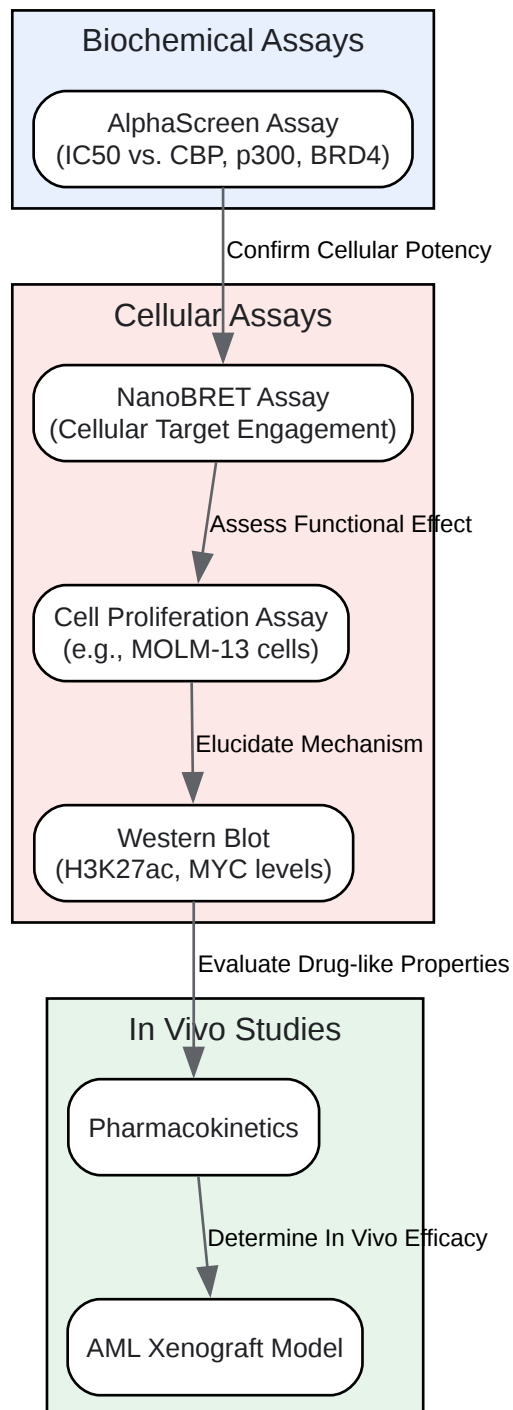 Biochemical Assays
AlphaScreen Assay
(IC50 vs. CBP, p300, BRD4)
Confirm Cellular Potency
Cellular Assays
NanoBRET Assay
(Cellular Target Engagement)
Assess Functional Effect
Cell Proliferation Assay
(e.g., MOLM-13 cells)
Elucidate Mechanism
Western Blot
(H3K27ac, MYC levels)
Evaluate Drug-like Properties
In Vivo Studies
Pharmacokinetics
Determine In Vivo Efficacy
AML Xenograft Model